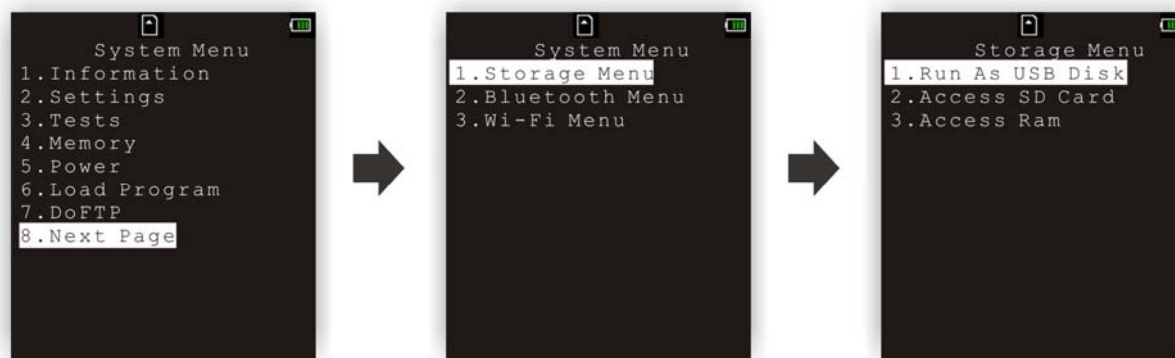 System Menu
1.Information
2.Settings
3.Tests
4.Memory
5.Power
6.Load Program
7.DoFTP
8.Next Page
System Menu
1.Storage Menu
2.Bluetooth Menu
3.Wi-Fi Menu
Storage Menu
1.Run As USB Disk
2.Access SD Card
3.Access Ram